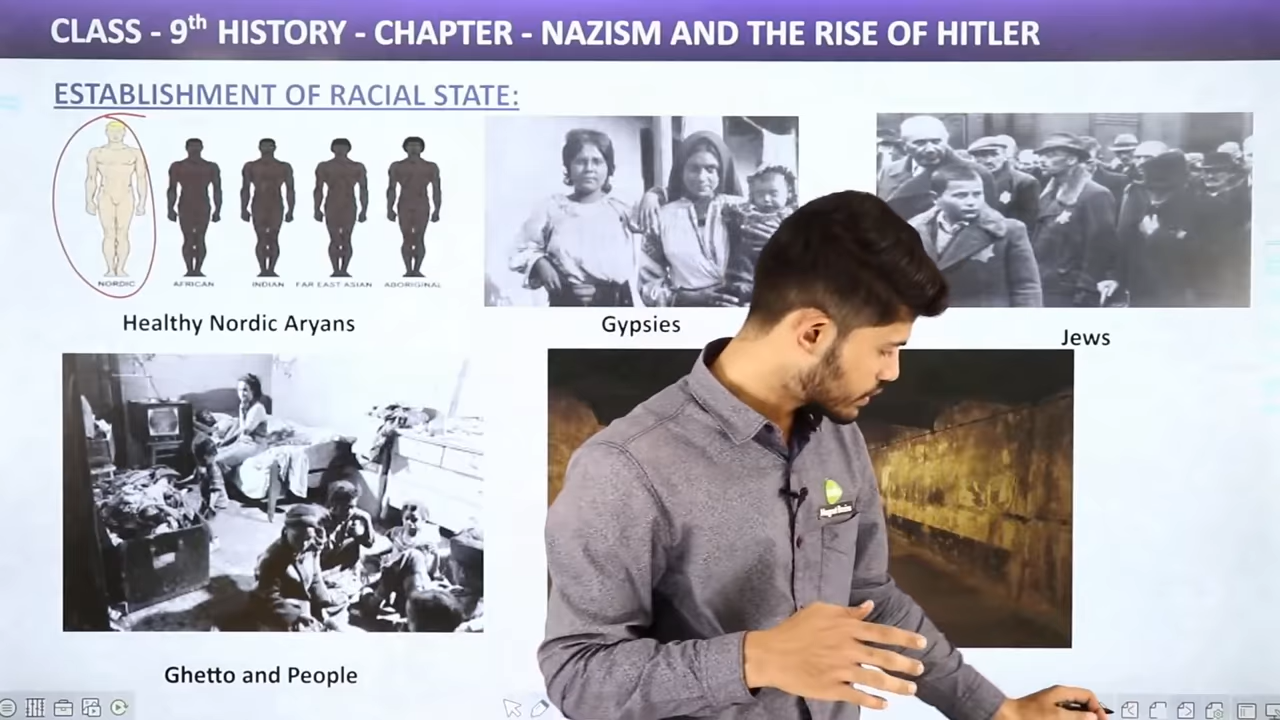 CLASS - 9th HISTORY - CHAPTER - NAZISM AND THE RISE OF HITLER
ESTABLISHMENT OF RACIAL STATE:
NORDIC AFRICAN INDIAN FAR EAST ASIAN ABORIGINAL
Healthy Nordic Aryans
Gypsies
Jews
Ghetto and People